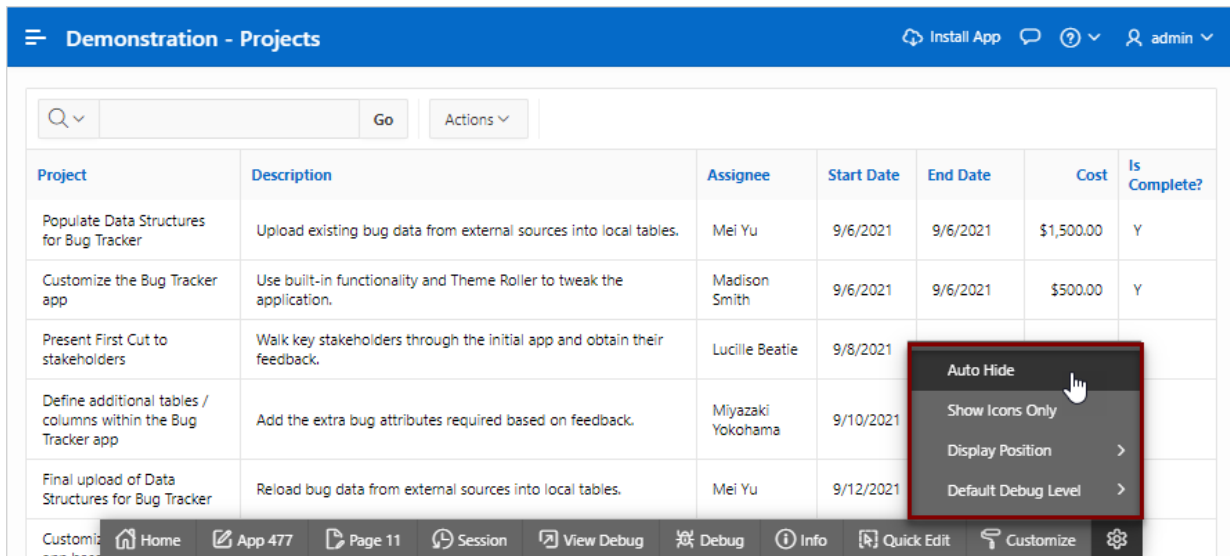 Demonstration - Projects
Install App
admin
Go
Actions
Project
Description
Assignee
Start Date
End Date
Cost
Is
Complete?
Populate Data Structures
for Bug Tracker
Upload existing bug data from external sources into local tables.
Mei Yu
9/6/2021
9/6/2021
$1,500.00
Y
Customize the Bug Tracker
app
Use built-in functionality and Theme Roller to tweak the
application.
Madison
Smith
9/6/2021
9/6/2021
$500.00
Y
Present First Cut to
stakeholders
Walk key stakeholders through the initial app and obtain their
feedback.
Lucille Beatie
9/8/2021
Define additional tables /
columns within the Bug
Tracker app
Add the extra bug attributes required based on feedback.
Miyazaki
Yokohama
9/10/2021
Final upload of Data
Structures for Bug Tracker
Reload bug data from external sources into local tables.
Mei Yu
9/12/2021
Auto Hide
Show Icons Only
Display Position
Default Debug Level
Customiz
Home
App 477
Page 11
Session
View Debug
Debug
Info
Quick Edit
Customize